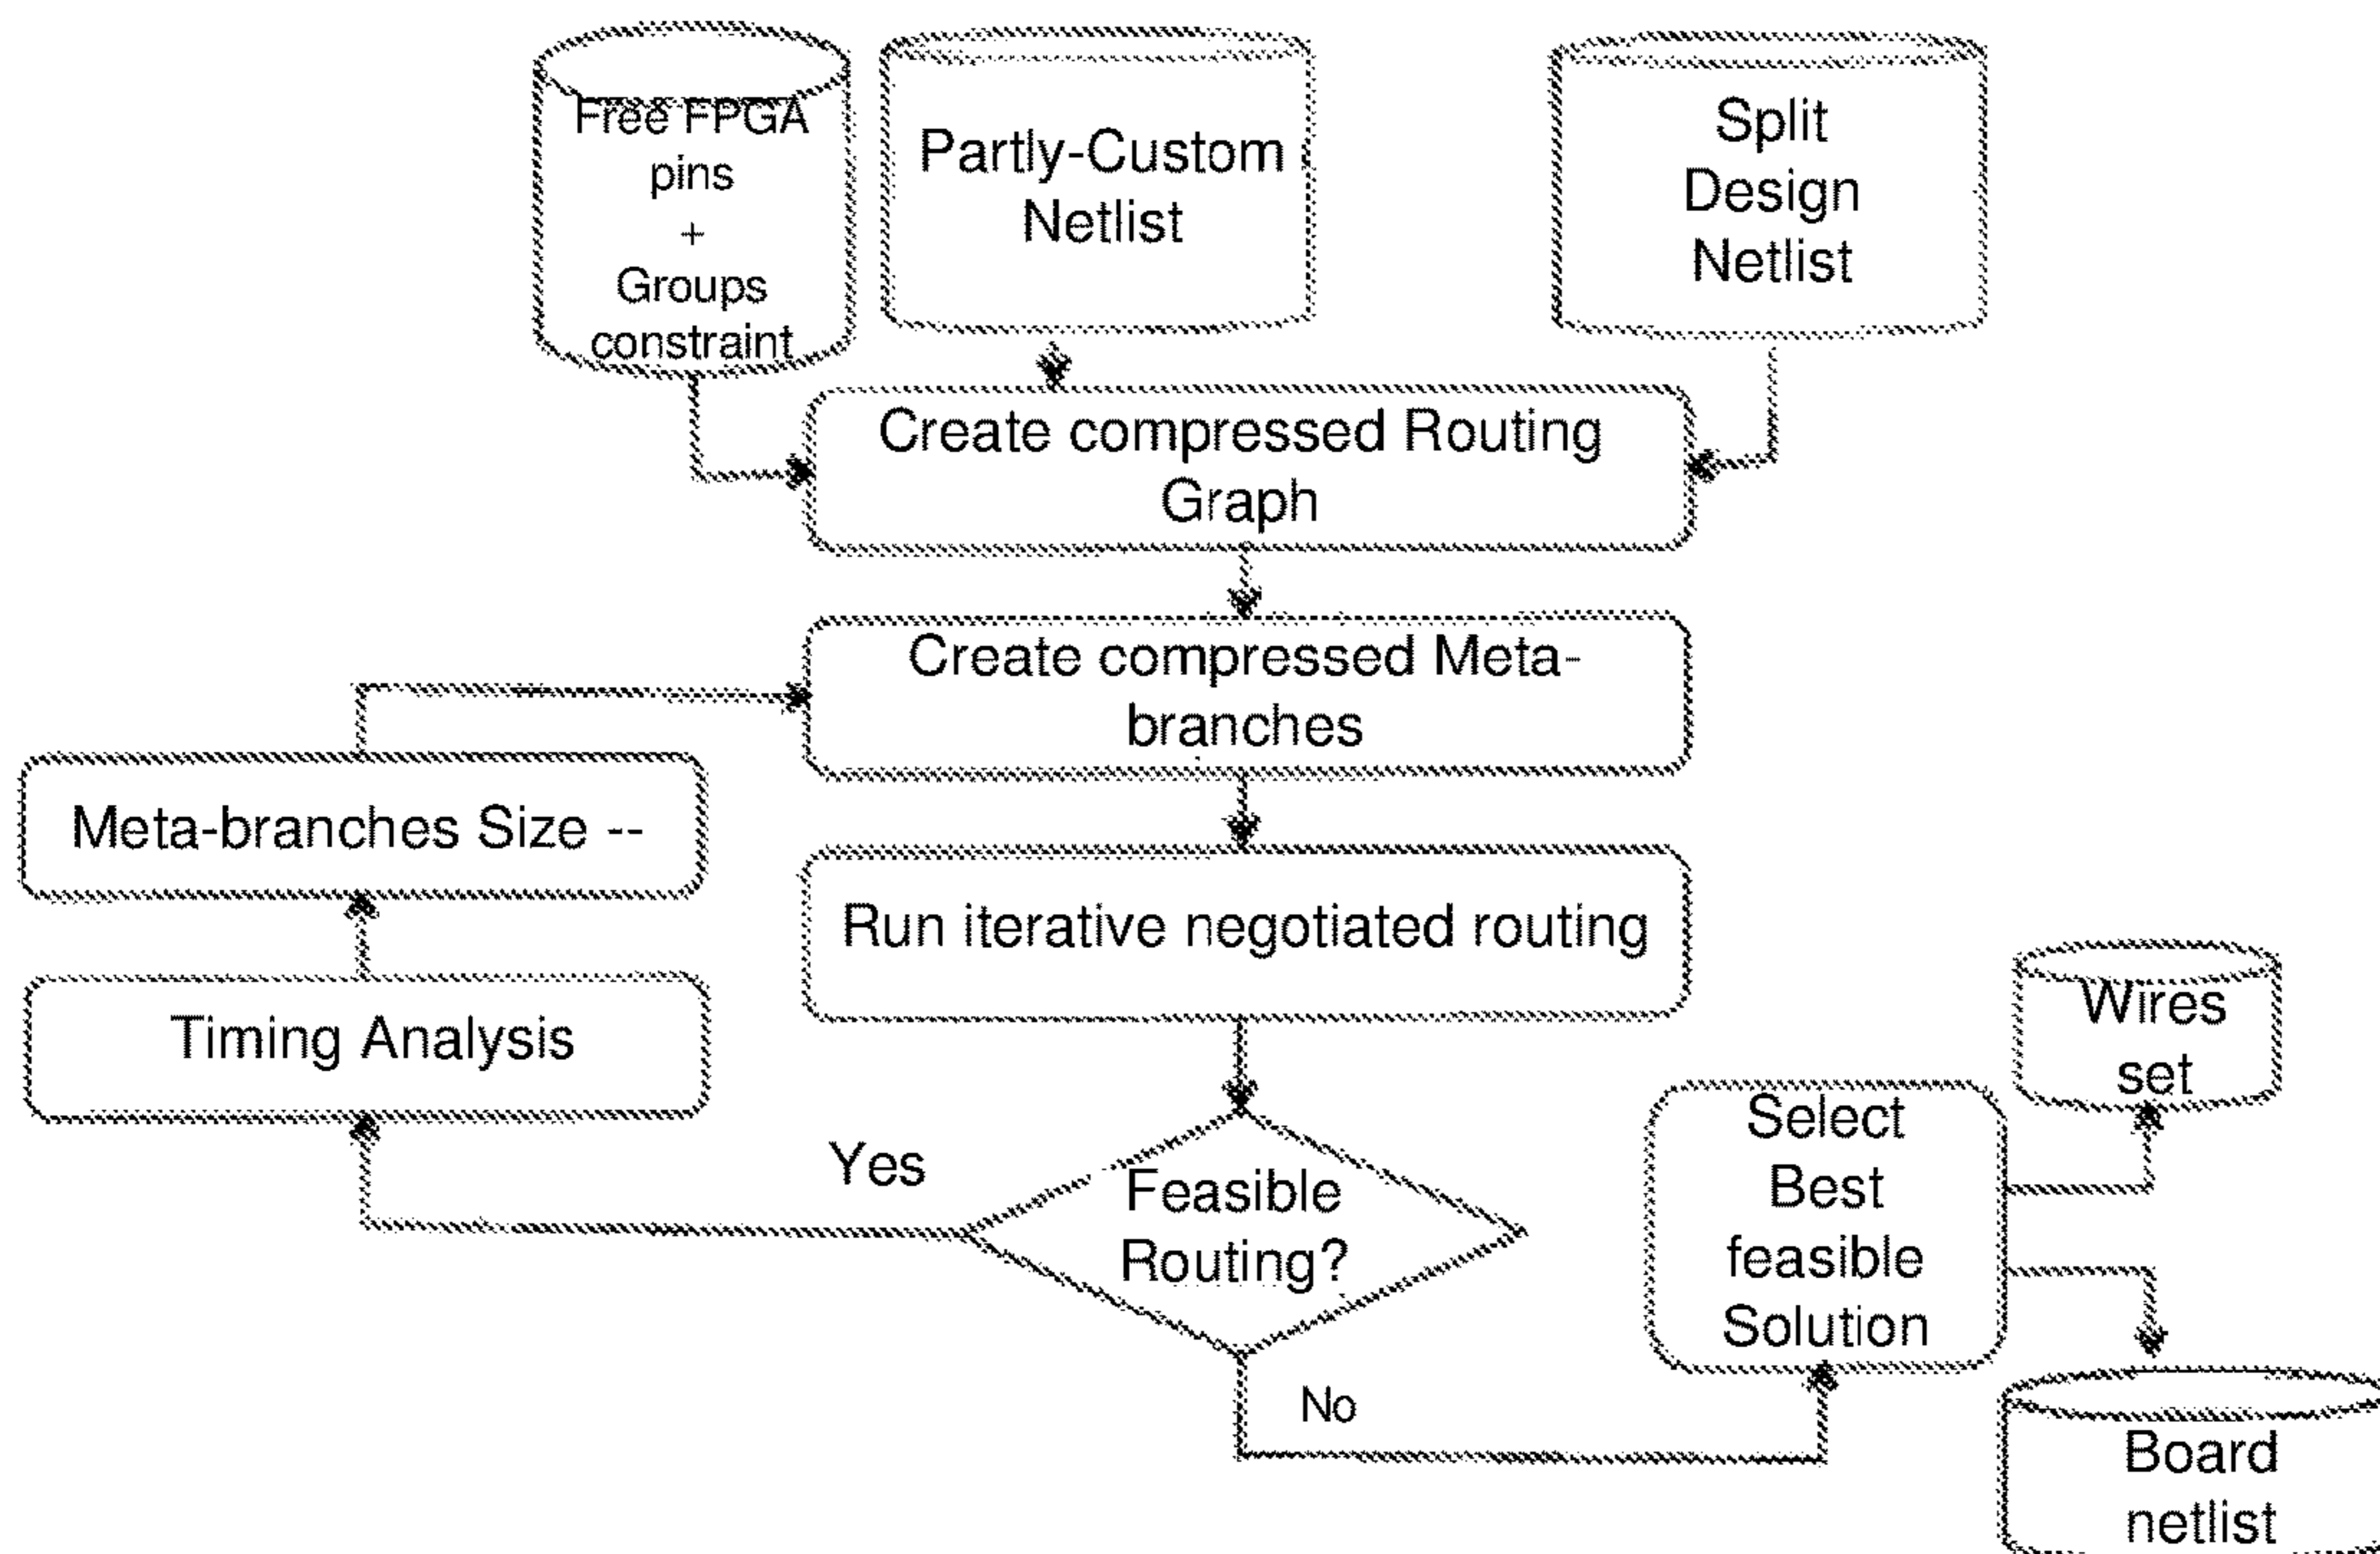 Free FPGA
pins
+
Groups
constraint
Partly-Custom
Netlist
Split
Design
Netlist
Create compressed Routing
Graph
Create compressed Meta-
branches
Meta-branches Size --
Run iterative negotiated routing
Timing Analysis
Wires
set
Yes
Feasible
Routing?
Select
Best
feasible
Solution
No
Board
netlist